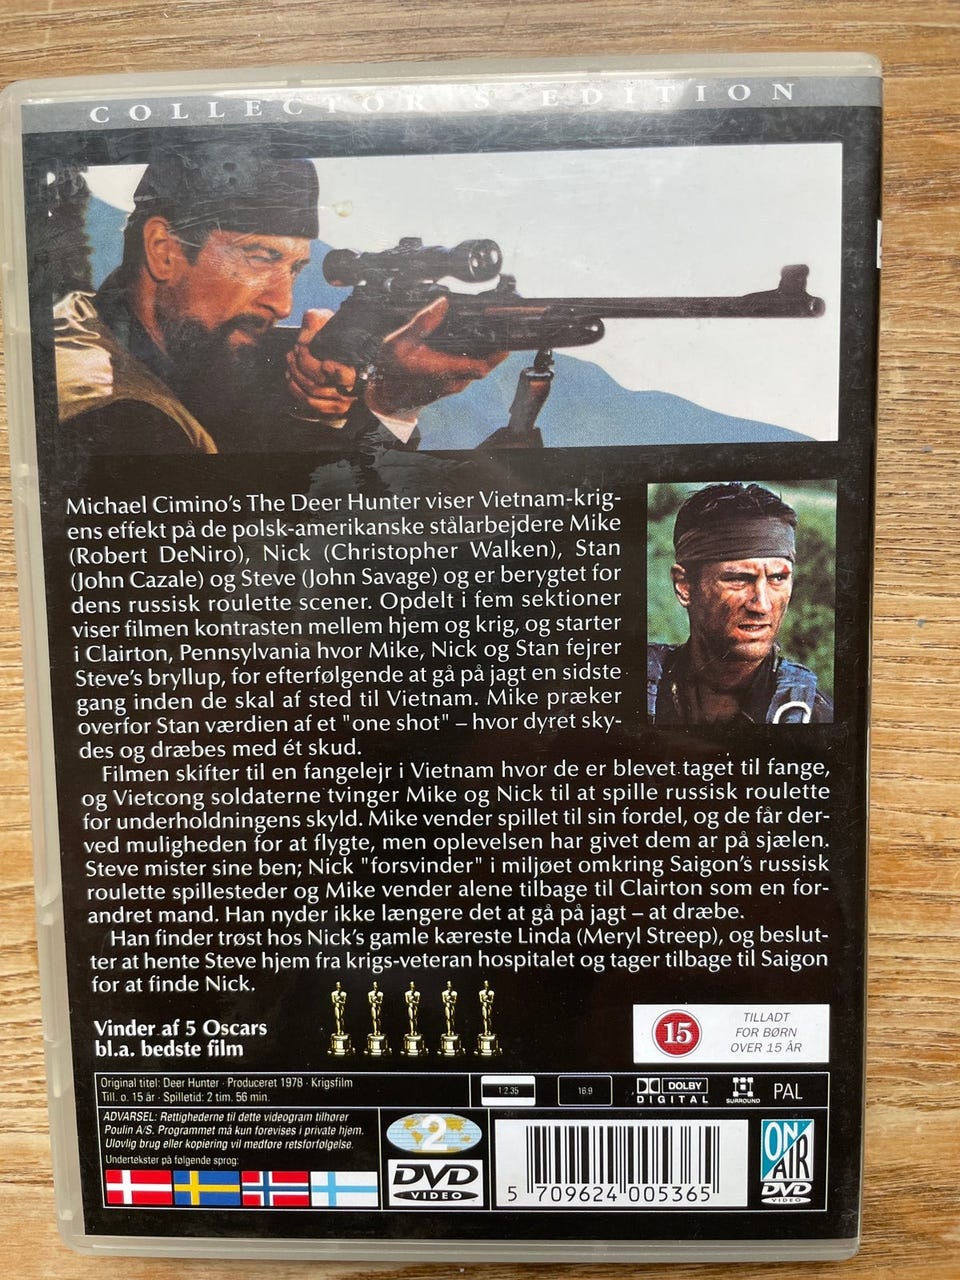 COLLECTOR'S EDITION
Michael Cimino's The Deer Hunter viser Vietnam-krig-
ens effekt på de polsk-amerikanske stålarbejdere Mike
(Robert DeNiro), Nick (Christopher Walken), Stan
(John Cazale) og Steve (John Savage) og er berygtet for
dens russisk roulette scener. Opdelt i fem sektioner
viser filmen kontrasten mellem hjem og krig, og starter
i Clairton, Pennsylvania hvor Mike, Nick og Stan fejrer
Steve's bryllup, for efterfølgende at gå på jagt en sidste
gang inden de skal af sted til Vietnam. Mike præker
overfor Stan værdien af et "one shot" – hvor dyret sky-
des og dræbes med ét skud.
Filmen skifter til en fangelejr i Vietnam hvor de er blevet taget til fange,
og Vietcong soldaterne tvinger Mike og Nick til at spille russisk roulette
for underholdningens skyld. Mike vender spillet til sin fordel, og de får der-
ved muligheden for at flygte, men oplevelsen har givet dem ar på sjælen.
Steve mister sine ben; Nick "forsvinder" i miljøet omkring Saigon's russisk
roulette spillesteder og Mike vender alene tilbage til Clairton som en for-
andret mand. Han nyder ikke længere det at gå på jagt – at dræbe.
Han finder trøst hos Nick's gamle kæreste Linda (Meryl Streep), og beslut-
ter at hente Steve hjem fra krigs-veteran hospitalet og tager tilbage til Saigon
for at finde Nick.
Vinder af 5 Oscars
bl.a. bedste film
15
TILLADT
FOR BØRN
OVER 15 ÅR
Original titel: Deer Hunter · Produceret 1978 · Krigsfilm
Till. o. 15 år · Spilletid: 2 tim. 56 min.
1:2.35
16:9
DOLBY
DIGITAL
SURROUND
PAL
ADVARSEL: Rettighederne til dette videogram tilhører
Poulin A/S. Programmet må kun forevises i private hjem.
Ulovlig brug eller kopiering vil medføre retsforfølgelse.
Undertekster på følgende sprog:
2
DVD
VIDEO
5 709624 005365
ON AIR
DVD
VIDEO